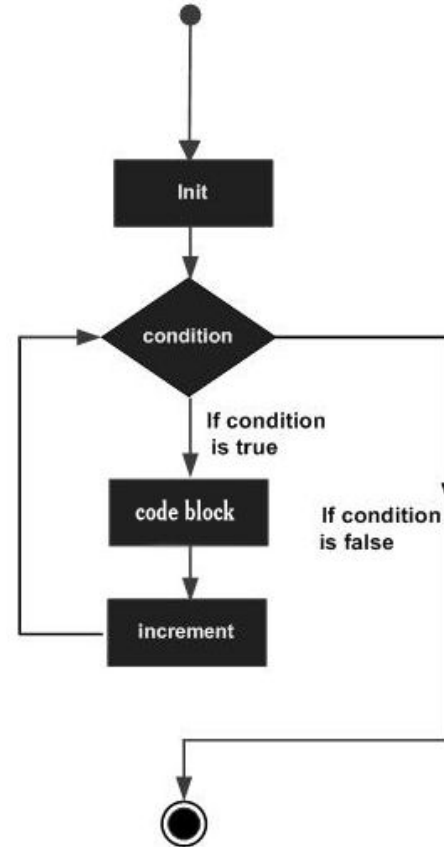 Init
condition
If condition
is true
code block
If condition
is false
increment